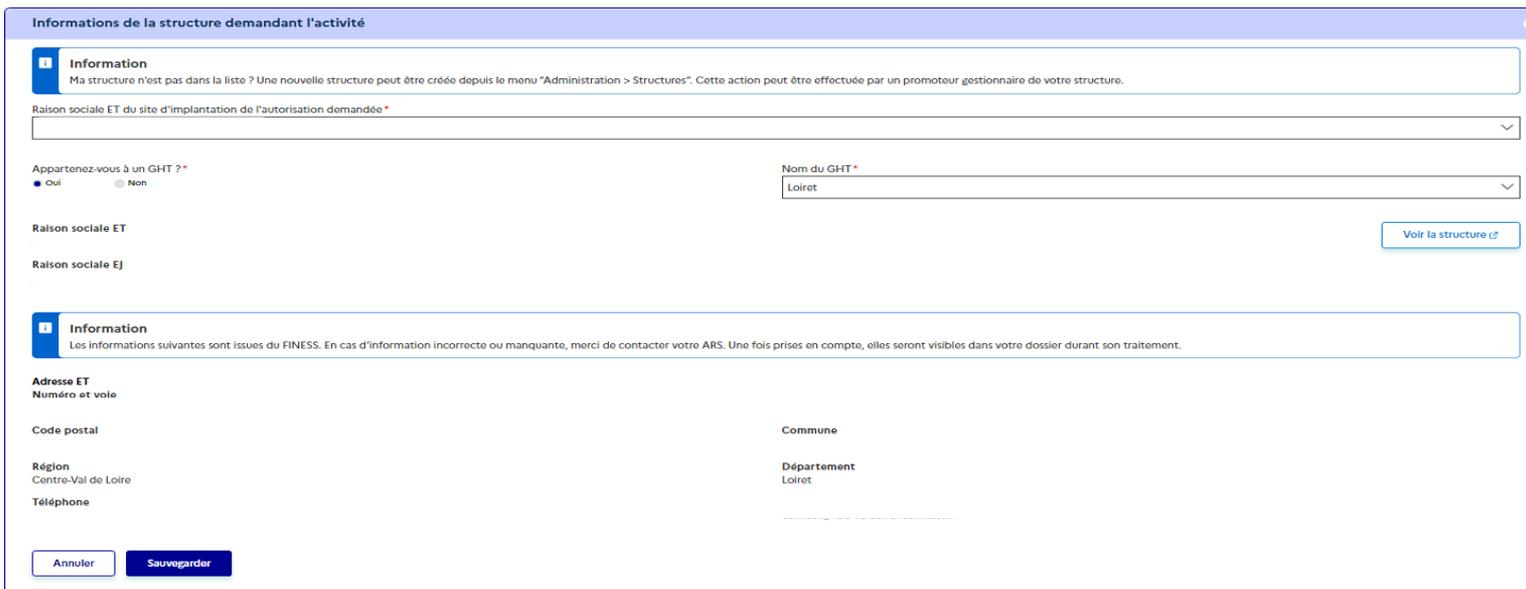 Informations de la structure demandant l'activité
Information
Ma structure n'est pas dans la liste ? Une nouvelle structure peut être créée depuis le menu "Administration > Structures". Cette action peut être effectuée par un promoteur gestionnaire de votre structure.
Raison sociale ET du site d'implantation de l'autorisation demandée *
Appartenez-vous à un GHT ? *
Oui Non
Nom du GHT *
Loiret
Raison sociale ET
Voir la structure
Raison sociale EJ
Information
Les informations suivantes sont issues du FINESS. En cas d'information incorrecte ou manquante, merci de contacter votre ARS. Une fois prises en compte, elles seront visibles dans votre dossier durant son traitement.
Adresse ET
Numéro et voie
Code postal
Commune
Région
Centre-Val de Loire
Département
Loiret
Téléphone
Annuler
Sauvegarder